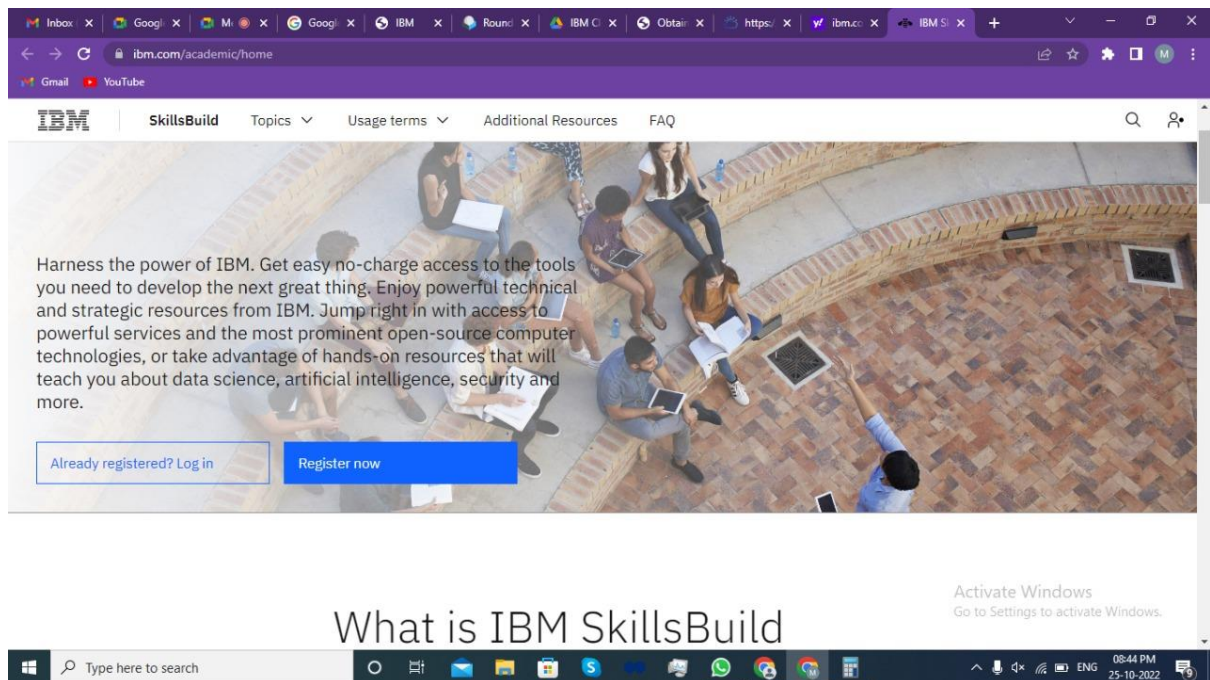 Inbox
Googl
Me
Googl
IBM
Round
IBM Cl
Obtain
https:/
ibm.cc
IBM S
ibm.com/academic/home
M
Gmail
YouTube
IBM
SkillsBuild
Topics
Usage terms
Additional Resources
FAQ
Harness the power of IBM. Get easy no-charge access to the tools
you need to develop the next great thing. Enjoy powerful technical
and strategic resources from IBM. Jump right in with access to
powerful services and the most prominent open-source computer
technologies, or take advantage of hands-on resources that will
teach you about data science, artificial intelligence, security and
more.
Already registered? Log in
Register now
What is IBM SkillsBuild
Activate Windows
Go to Settings to activate Windows.
Type here to search
ENG
08:44 PM
25-10-2022